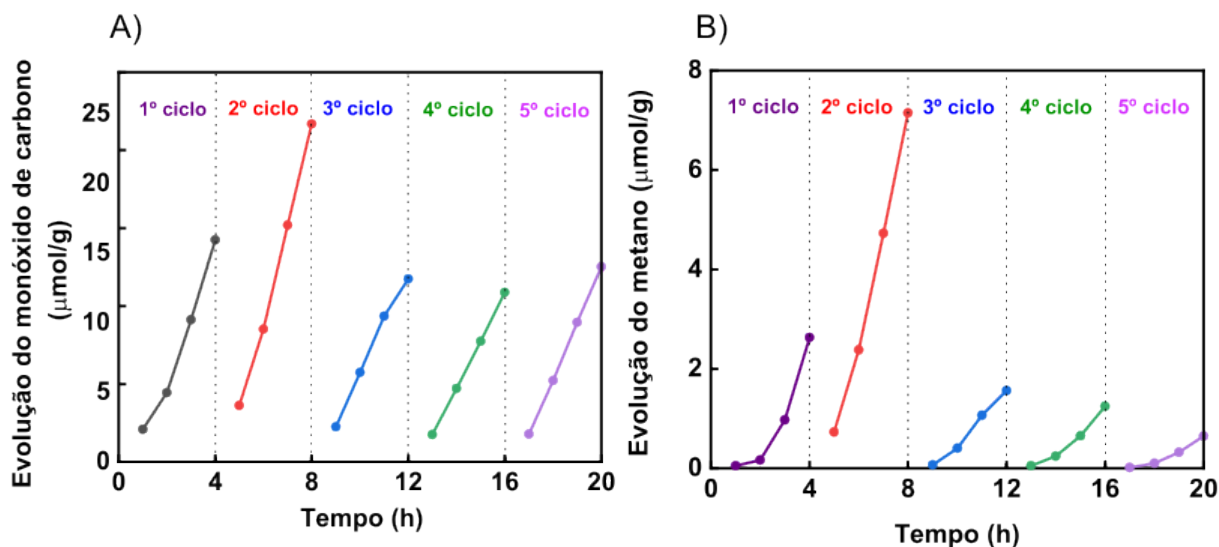 A)
Evolução do monóxido de carbono
(μmol/g)
25
20
15
10
5
0
1º ciclo 2º ciclo 3º ciclo 4º ciclo 5º ciclo
0 4 8 12 16 20
Tempo (h)
B)
Evolução do metano (μmol/g)
8
6
4
2
0
1º ciclo 2º ciclo 3º ciclo 4º ciclo 5º ciclo
0 4 8 12 16 20
Tempo (h)